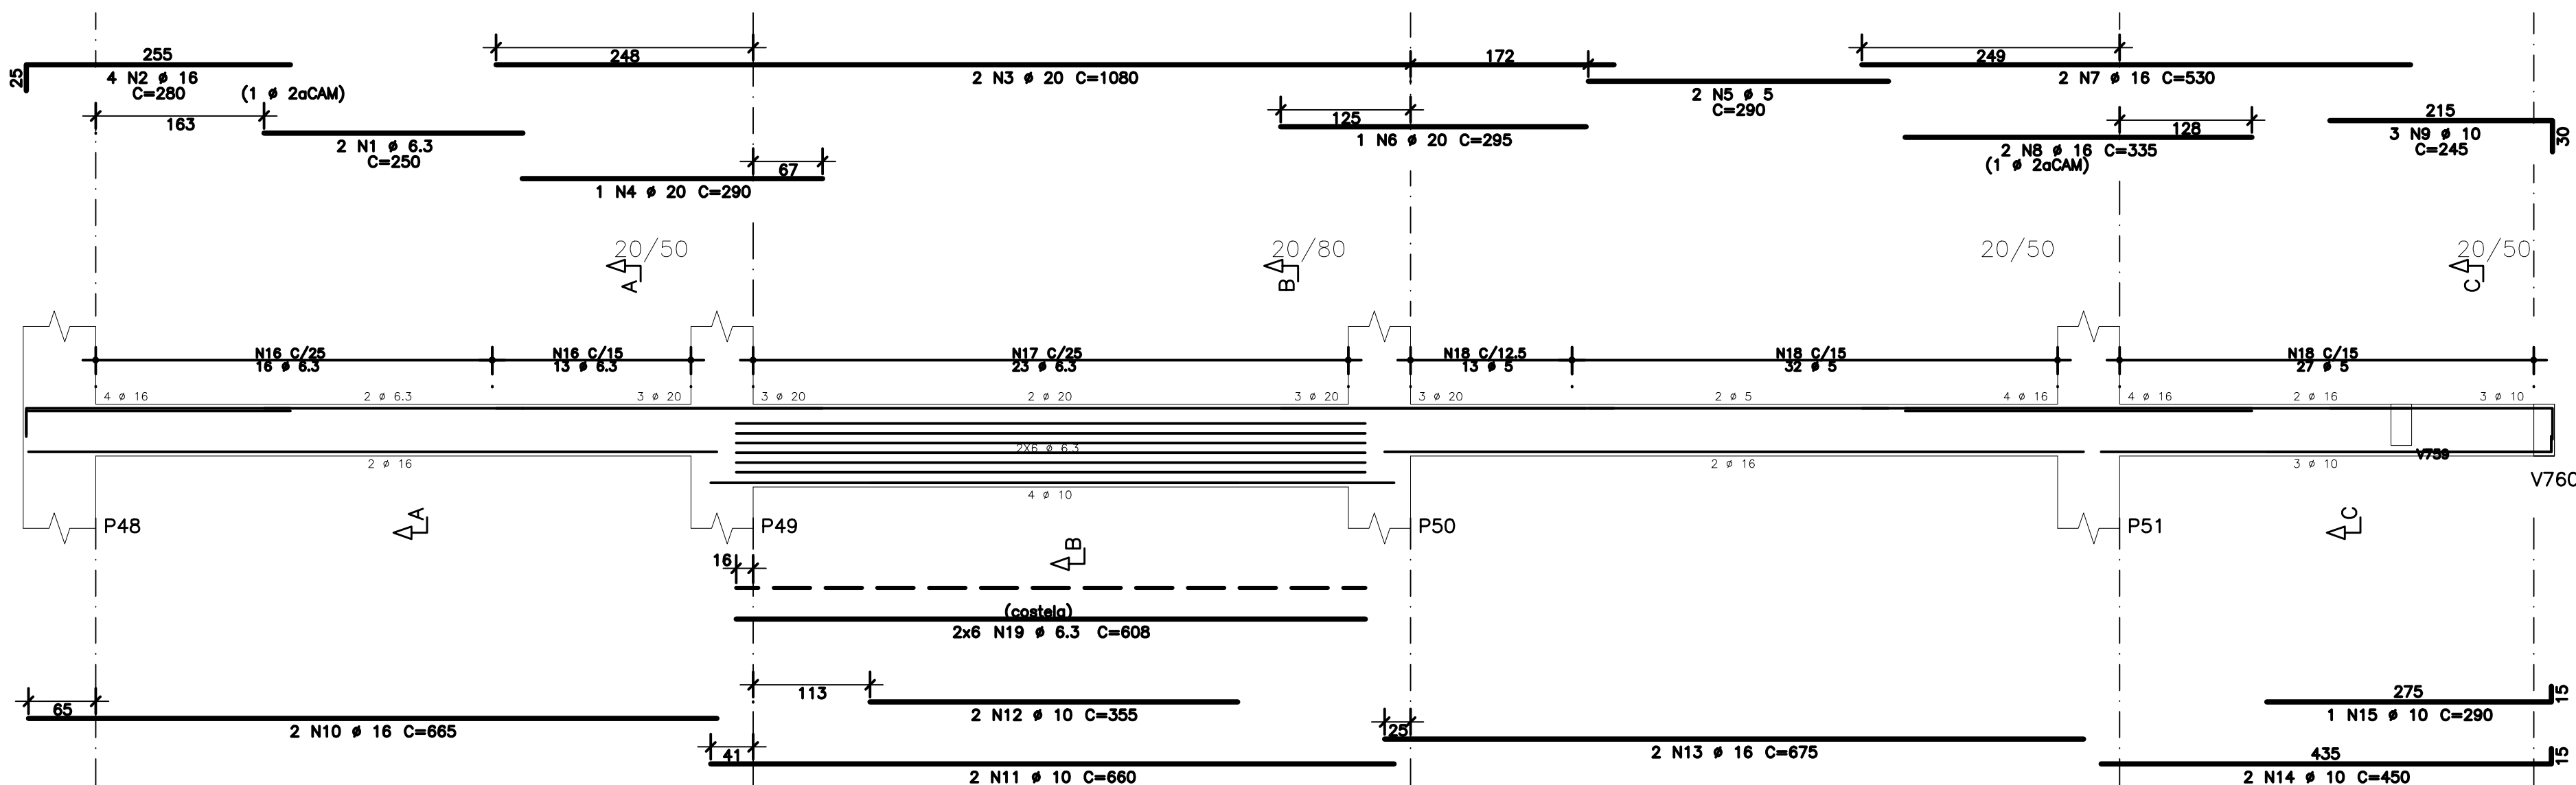 255
25
4 N2 ø 16
C=280
(1 ø 2aCAM)
163
2 N1 ø 6.3
C=250
248
2 N3 ø 20 C=1080
67
1 N4 ø 20 C=290
172
125
1 N6 ø 20 C=295
2 N5 ø 5
C=290
249
2 N7 ø 16 C=530
128
2 N8 ø 16 C=335
(1 ø 2aCAM)
215
30
3 N9 ø 10
C=245
20/50
A
20/80
B
20/50
20/50
C
N16 C/25
16 ø 6.3
N16 C/15
13 ø 6.3
N17 C/25
23 ø 6.3
N18 C/12.5
13 ø 5
N18 C/15
32 ø 5
N18 C/15
27 ø 5
4 ø 16
2 ø 6.3
3 ø 20
3 ø 20
2 ø 20
3 ø 20
3 ø 20
2 ø 5
4 ø 16
4 ø 16
2 ø 16
3 ø 10
2X6 ø 6.3
2 ø 16
4 ø 10
2 ø 16
3 ø 10
V759
V760
P48
A
P49
B
P50
P51
C
16
(costela)
2x6 N19 ø 6.3 C=608
65
2 N10 ø 16 C=665
113
2 N12 ø 10 C=355
41
2 N11 ø 10 C=660
25
2 N13 ø 16 C=675
275
15
1 N15 ø 10 C=290
435
15
2 N14 ø 10 C=450